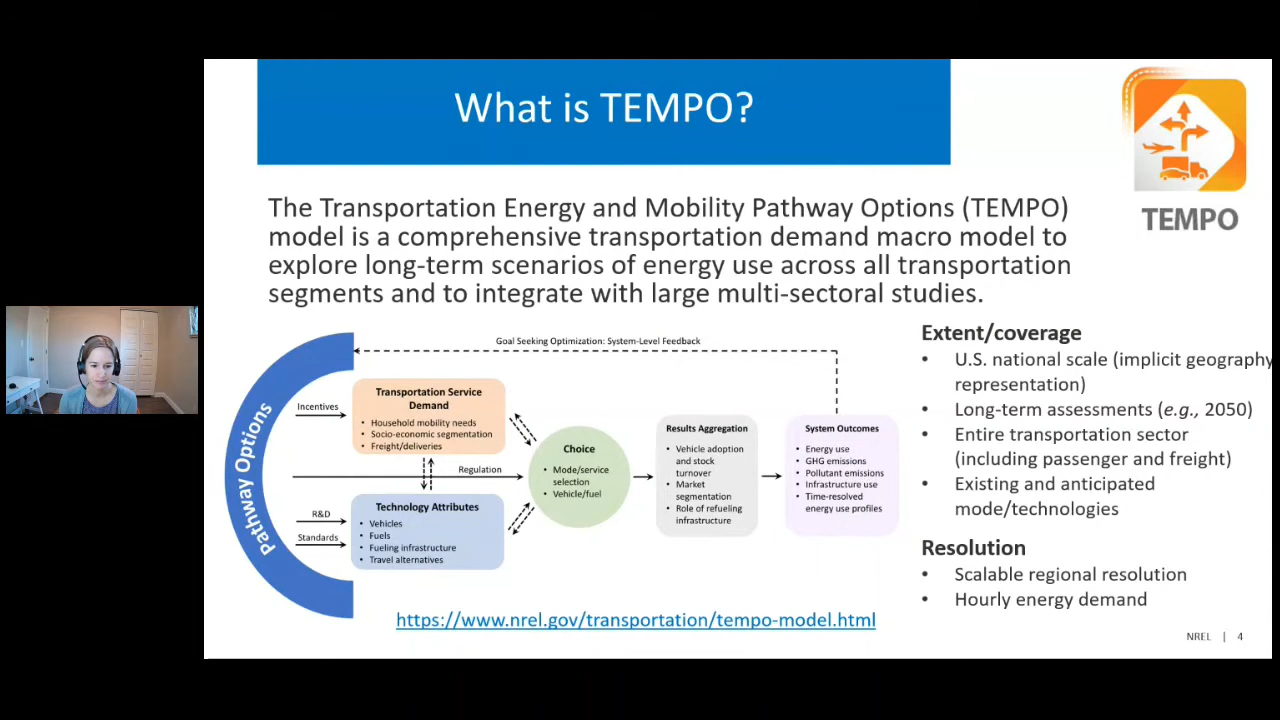 What is TEMPO?
TEMPO
The Transportation Energy and Mobility Pathway Options (TEMPO)
model is a comprehensive transportation demand macro model to
explore long-term scenarios of energy use across all transportation
segments and to integrate with large multi-sectoral studies.
Goal Seeking Optimization: System-Level Feedback
Pathway Options
Incentives
Regulation
R&D
Standards
Transportation Service
Demand
• Household mobility needs
• Socio-economic segmentation
• Freight/deliveries
Technology Attributes
• Vehicles
• Fuels
• Fueling infrastructure
• Travel alternatives
Choice
• Mode/service
selection
• Vehicle/fuel
Results Aggregation
• Vehicle adoption
and stock
turnover
• Market
segmentation
• Role of refueling
infrastructure
System Outcomes
• Energy use
• GHG emissions
• Pollutant emissions
• Infrastructure use
• Time-resolved
energy use profiles
Extent/coverage
• U.S. national scale (implicit geography
representation)
• Long-term assessments (e.g., 2050)
• Entire transportation sector
(including passenger and freight)
• Existing and anticipated
mode/technologies
Resolution
• Scalable regional resolution
• Hourly energy demand
https://www.nrel.gov/transportation/tempo-model.html
NREL | 4